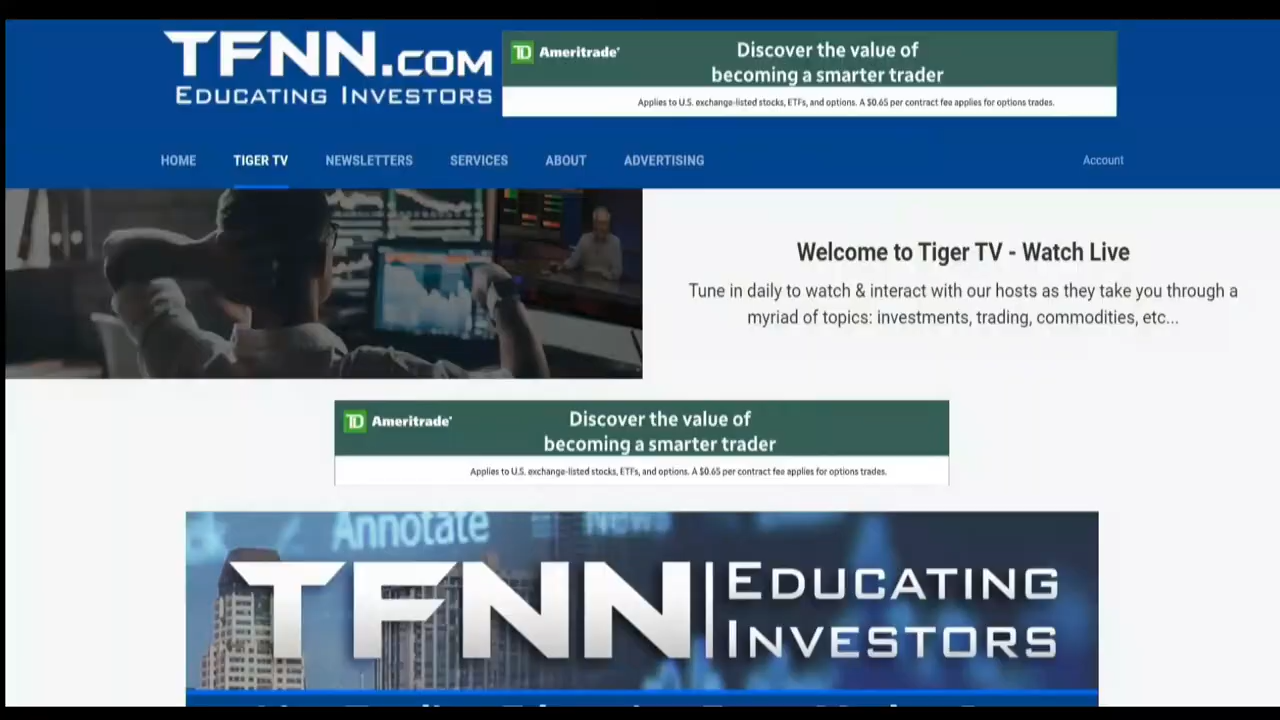 TFNN.COM
EDUCATING INVESTORS
TD Ameritrade
Discover the value of
becoming a smarter trader
Applies to U.S. exchange-listed stocks, ETFs, and options. A $0.65 per contract fee applies for options trades.
HOME TIGER TV NEWSLETTERS SERVICES ABOUT ADVERTISING Account
Welcome to Tiger TV - Watch Live
Tune in daily to watch & interact with our hosts as they take you through a
myriad of topics: investments, trading, commodities, etc...
TD Ameritrade
Discover the value of
becoming a smarter trader
Applies to U.S. exchange-listed stocks, ETFs, and options. A $0.65 per contract fee applies for options trades.
Annotate News
TFNN EDUCATING
INVESTORS